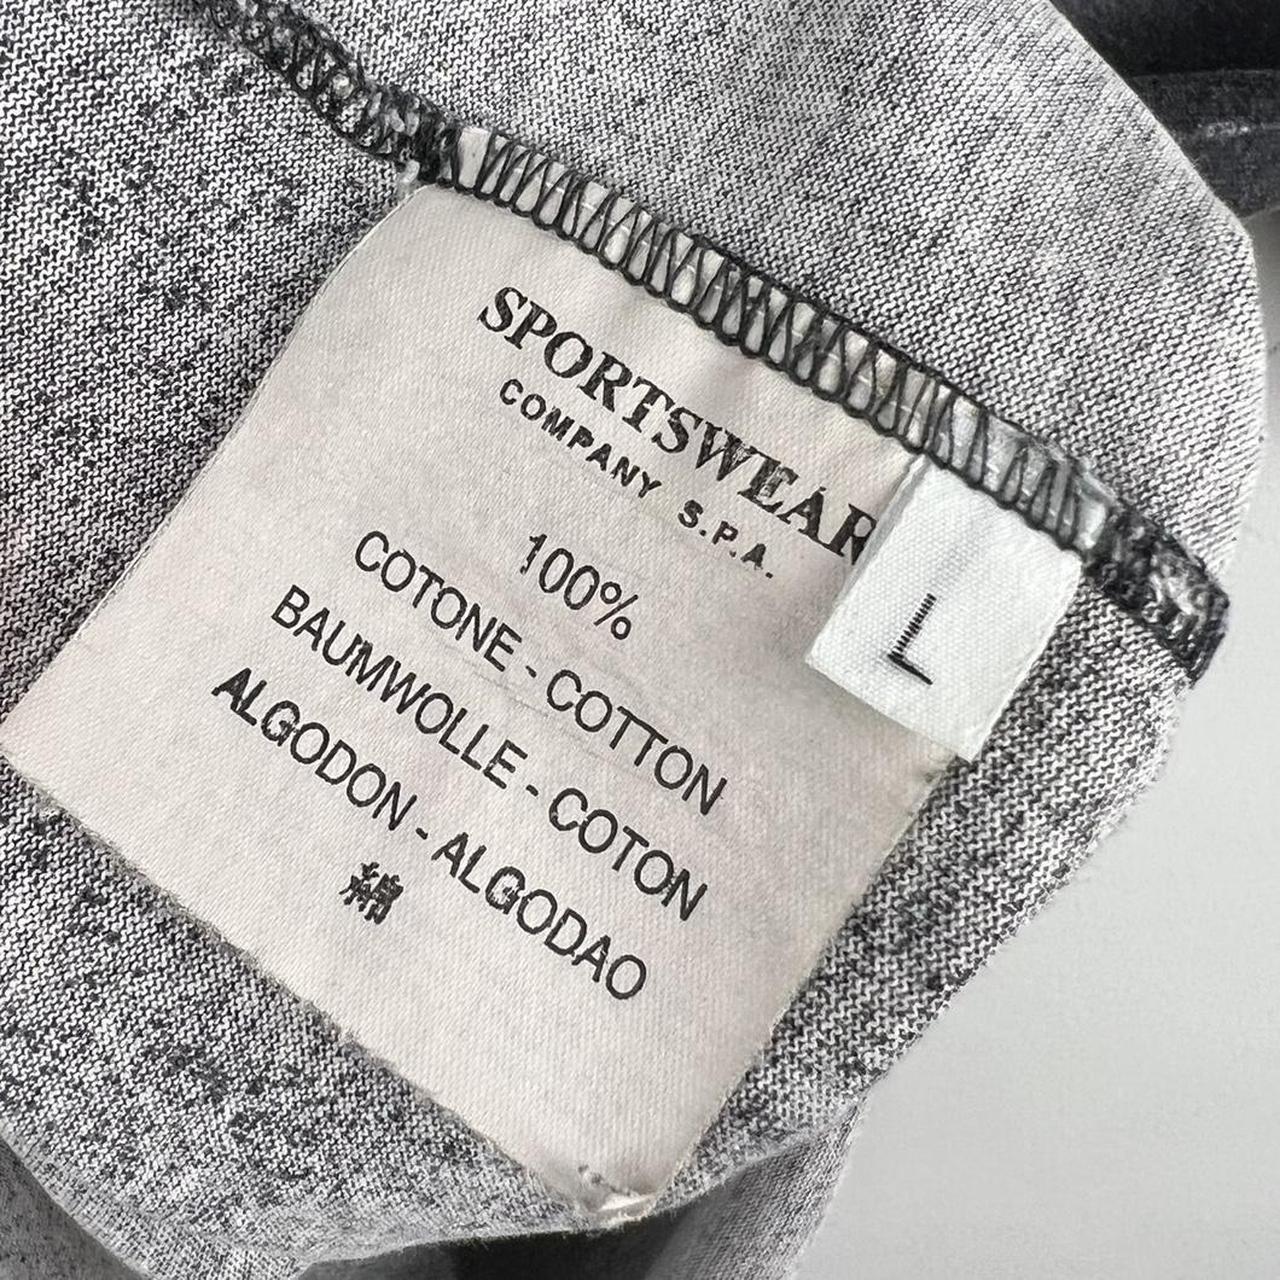 SPORTSWEAR
COMPANY S.P.A.
L
100%
COTONE - COTTON
BAUMWOLLE - COTON
ALGODON - ALGODAO
綿